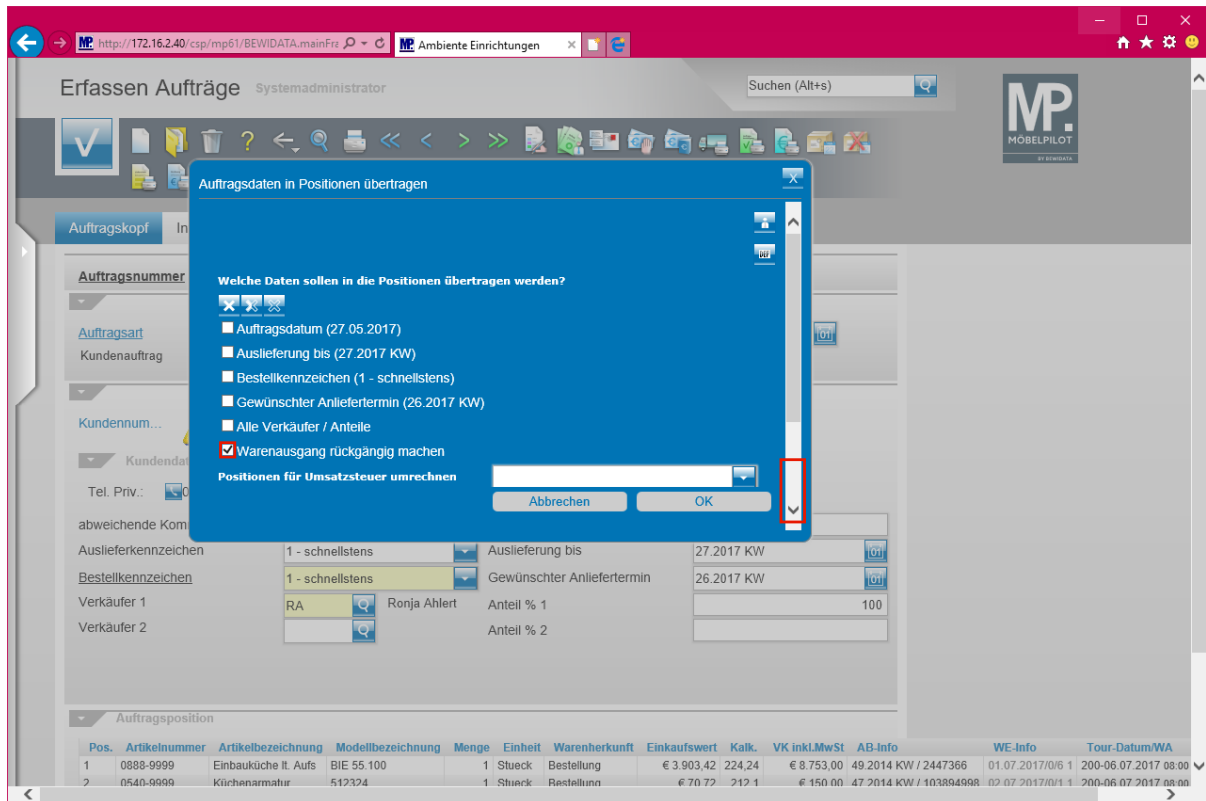 http://172.16.2.40/csp/mp61/BEWIDATA.mainFra
MP. Ambiente Einrichtungen
Erfassen Aufträge Systemadministrator
Suchen (Alt+s)
MP.
MÖBELPILOT
BY BEWIDATA
Auftragsdaten in Positionen übertragen
X
Auftragskopf In
DEF
Auftragsnummer
Welche Daten sollen in die Positionen übertragen werden?
Auftragsdatum (27.05.2017)
Auftragsart
Auslieferung bis (27.2017 KW)
Kundenauftrag
Bestellkennzeichen (1 - schnellstens)
Gewünschter Anliefertermin (26.2017 KW)
Kundennum...
Alle Verkäufer / Anteile
Warenausgang rückgängig machen
Kundendat
Positionen für Umsatzsteuer umrechnen
Tel. Priv.: 0
Abbrechen OK
abweichende Kom
Auslieferkennzeichen 1 - schnellstens Auslieferung bis 27.2017 KW
Bestellkennzeichen 1 - schnellstens Gewünschter Anliefertermin 26.2017 KW
Verkäufer 1 RA Ronja Ahlert Anteil % 1 100
Verkäufer 2 Anteil % 2
Auftragsposition
Pos. Artikelnummer Artikelbezeichnung Modellbezeichnung Menge Einheit Warenherkunft Einkaufswert Kalk. VK inkl.MwSt AB-Info WE-Info Tour-Datum/WA
1 0888-9999 Einbauküche lt. Aufs BIE 55.100 1 Stueck Bestellung € 3.903,42 224,24 € 8.753,00 49.2014 KW / 2447366 01.07.2017/0/6 1 200-06.07.2017 08:00
2 0540-9999 Küchenarmatur 512324 1 Stueck Bestellung € 70,72 212,1 € 150,00 47.2014 KW / 103894998 02.07.2017/0/1 1 200-06.07.2017 08:00